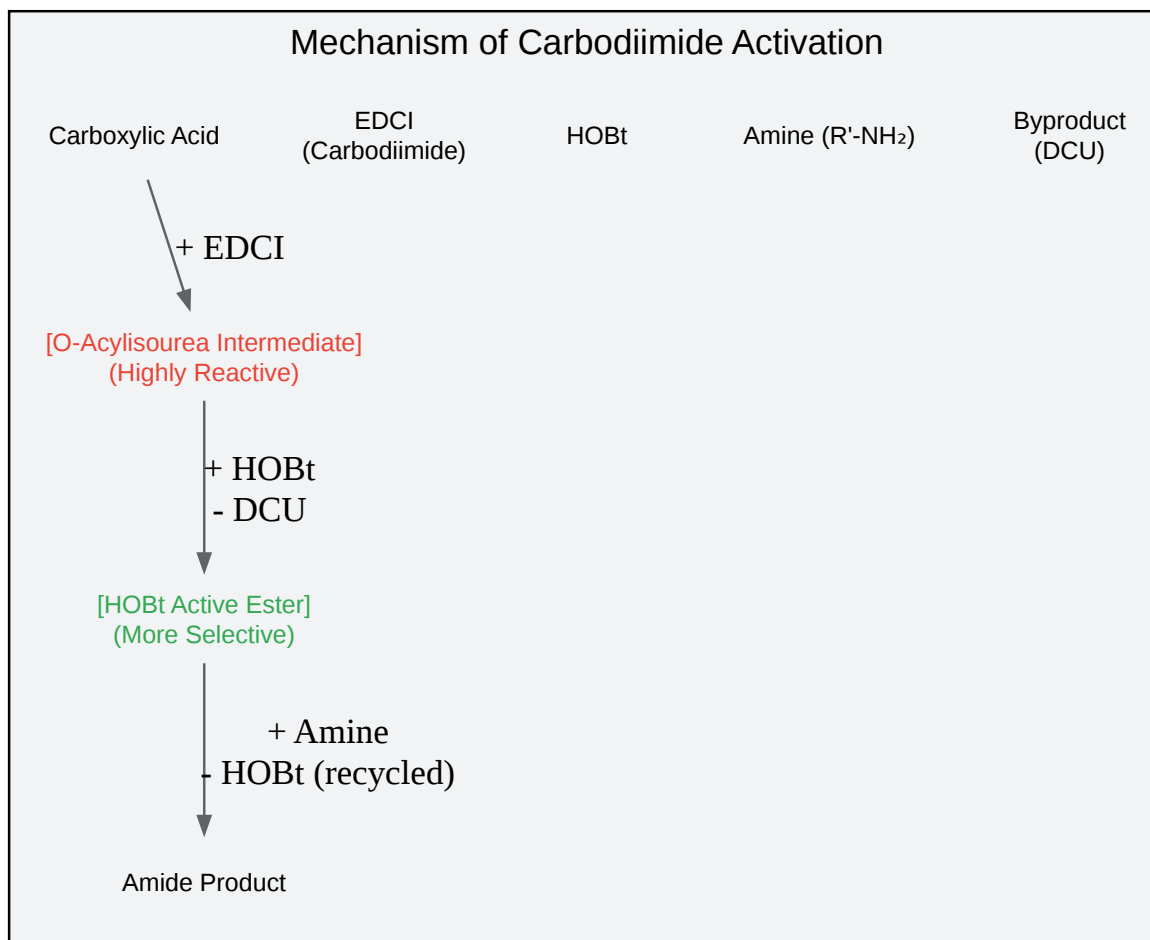 Mechanism of Carbodiimide Activation
Carboxylic Acid
EDCI
(Carbodiimide)
HOBt
Amine (R'-NH₂)
Byproduct
(DCU)
+ EDCI
[O-Acylisourea Intermediate]
(Highly Reactive)
+ HOBt
- DCU
[HOBt Active Ester]
(More Selective)
+ Amine
- HOBt (recycled)
Amide Product